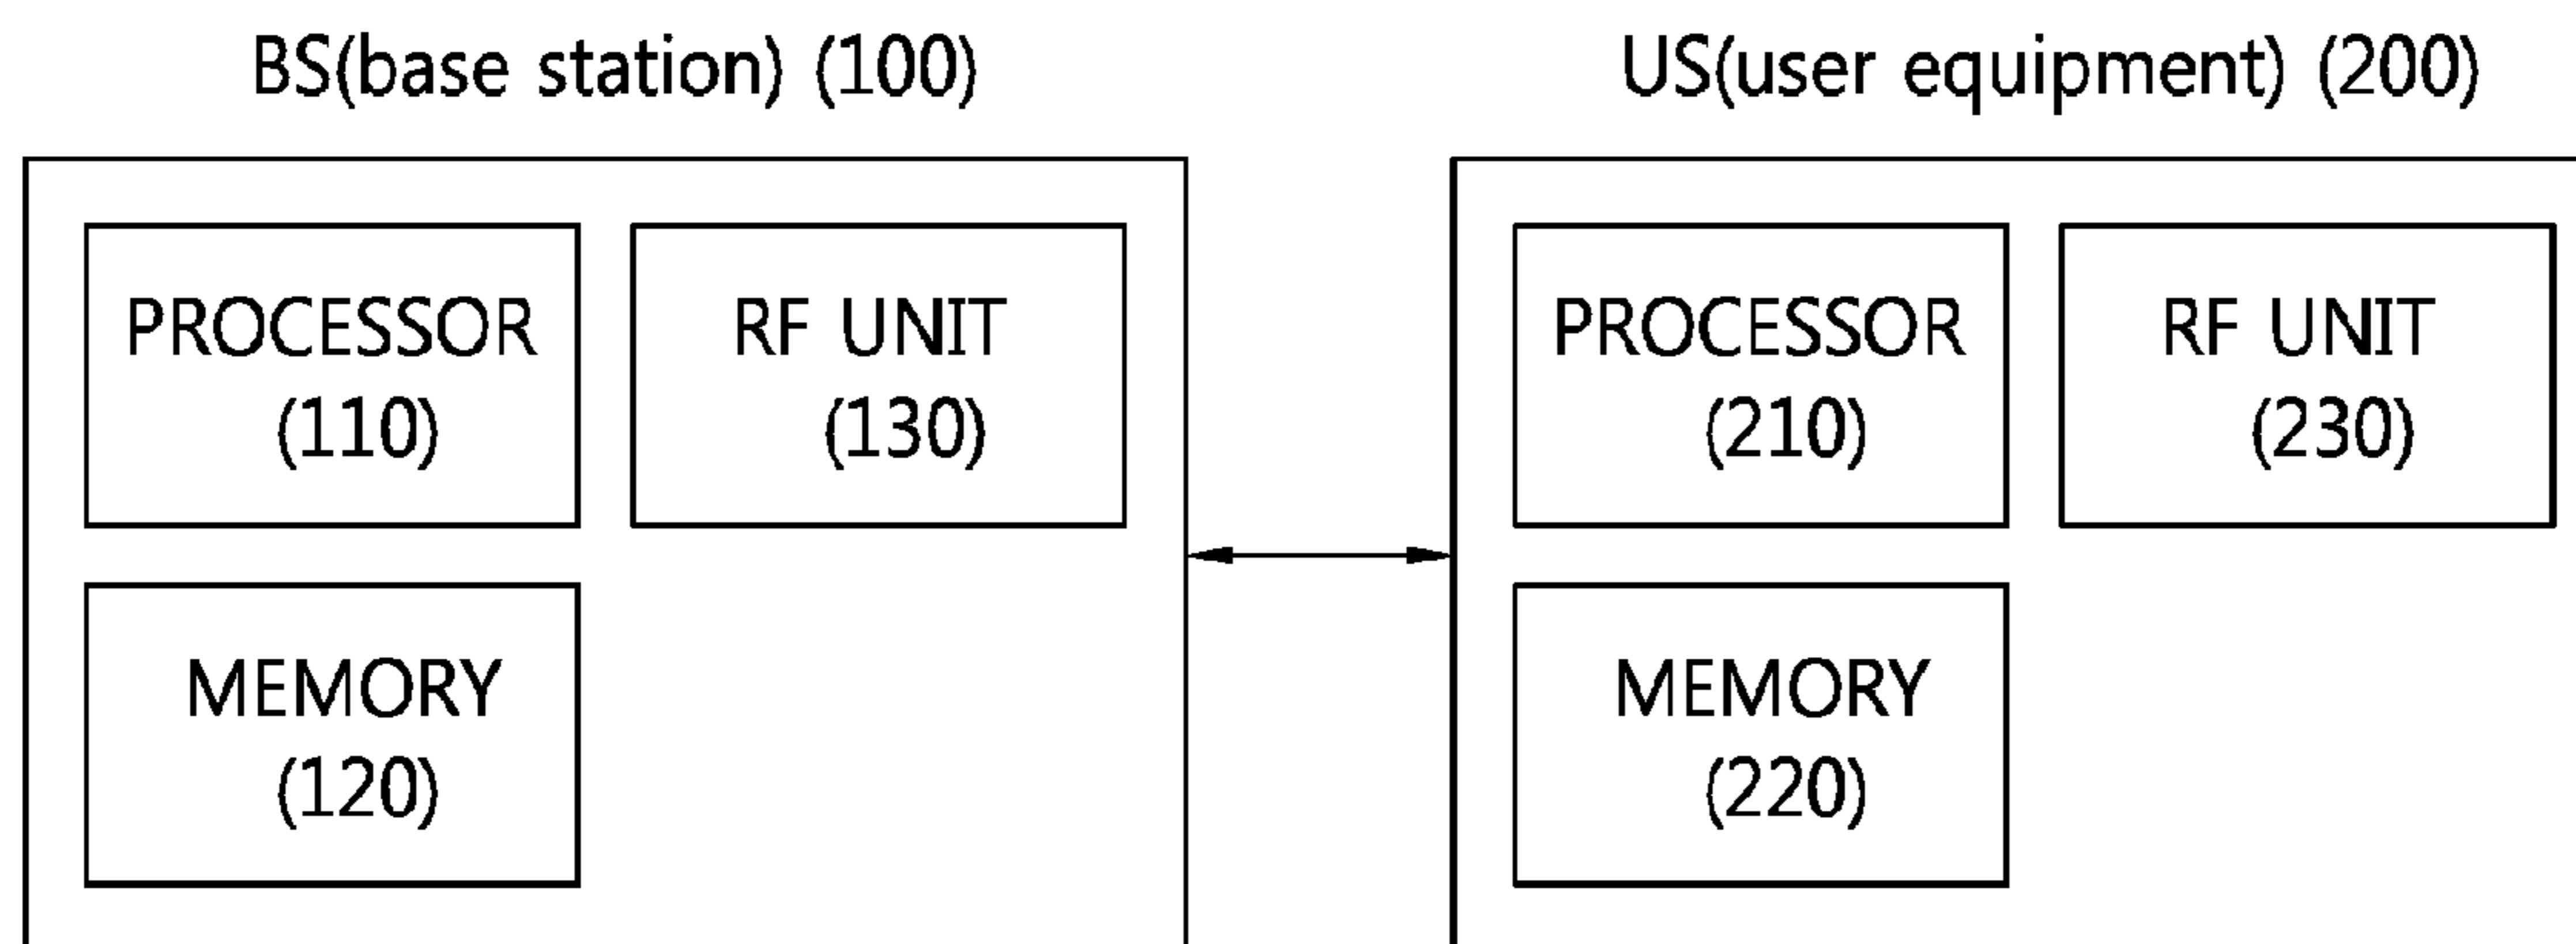 BS(base station) (100)
US(user equipment) (200)
PROCESSOR
(110)
RF UNIT
(130)
MEMORY
(120)
PROCESSOR
(210)
RF UNIT
(230)
MEMORY
(220)